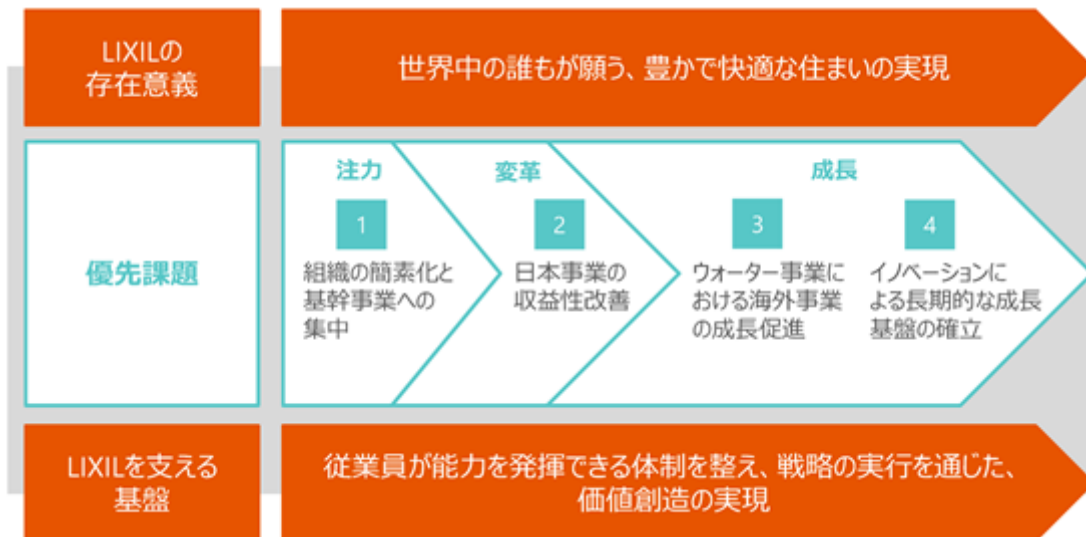 LIXILの
存在意義
世界中の誰もが願う、豊かで快適な住まいの実現
優先課題
注力
1
組織の簡素化と
基幹事業への
集中
変革
2
日本事業の
収益性改善
成長
3
ウォーター事業に
おける海外事業
の成長促進
4
イノベーションに
よる長期的な成長
基盤の確立
LIXILを支える
基盤
従業員が能力を発揮できる体制を整え、戦略の実行を通じた、
価値創造の実現